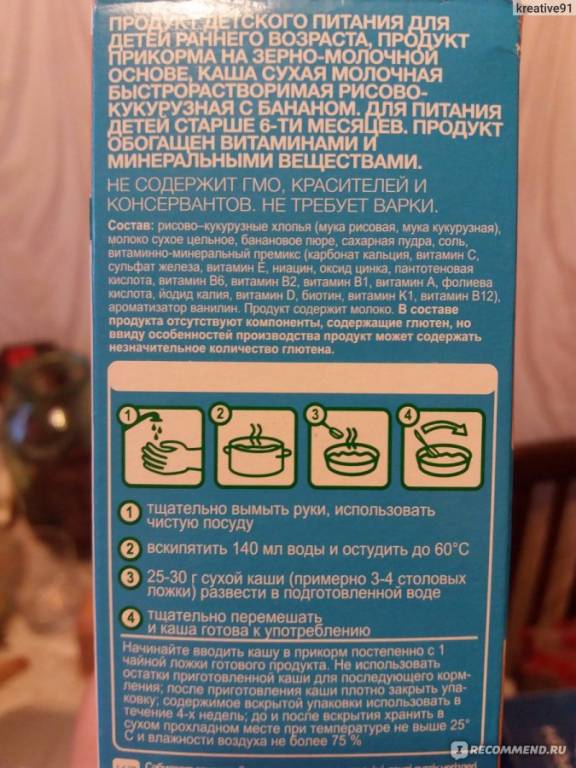 kreative91
ПРОДУКТ ДЕТСКОГО ПИТАНИЯ ДЛЯ
ДЕТЕЙ РАННЕГО ВОЗРАСТА, ПРОДУКТ
ПРИКОРМА НА ЗЕРНО-МОЛОЧНОЙ
ОСНОВЕ, КАША СУХАЯ МОЛОЧНАЯ
БЫСТРОРАСТВОРИМАЯ РИСОВО-
КУКУРУЗНАЯ С БАНАНОМ. ДЛЯ ПИТАНИЯ
ДЕТЕЙ СТАРШЕ 6-ТИ МЕСЯЦЕВ. ПРОДУКТ
ОБОГАЩЕН ВИТАМИНАМИ И
МИНЕРАЛЬНЫМИ ВЕЩЕСТВАМИ.
НЕ СОДЕРЖИТ ГМО, КРАСИТЕЛЕЙ И
КОНСЕРВАНТОВ. НЕ ТРЕБУЕТ ВАРКИ.
Состав: рисово-кукурузные хлопья (мука рисовая, мука кукурузная),
молоко сухое цельное, банановое пюре, сахарная пудра, соль,
витаминно-минеральный премикс (карбонат кальция, витамин С,
сульфат железа, витамин Е, ниацин, оксид цинка, пантотеновая
кислота, витамин В6, витамин В2, витамин В1, витамин А, фолиева
кислота, йодид калия, витамин D, биотин, витамин К1, витамин В12),
ароматизатор ванилин. Продукт содержит молоко. В составе
продукта отсутствуют компоненты, содержащие глютен, но
ввиду особенностей производства продукт может содержать
незначительное количество глютена.
1 2 3 4
1 тщательно вымыть руки, использовать
чистую посуду
2 вскипятить 140 мл воды и остудить до 60°С
3 25-30 г сухой каши (примерно 3-4 столовых
ложки) развести в подготовленной воде
4 тщательно перемешать
и каша готова к употреблению
Начинайте вводить кашу в прикорм постепенно с 1
чайной ложки готового продукта. Не использовать
остатки приготовленной каши для последующего корм-
ления; после приготовления каши плотно закрыть упа-
ковку; содержимое вскрытой упаковки использовать в
течение 4-х недель; до и после вскрытия хранить в
сухом прохладном месте при температуре не выше 25°
С и влажности воздуха не более 75 %
IRECOMMEND.RU